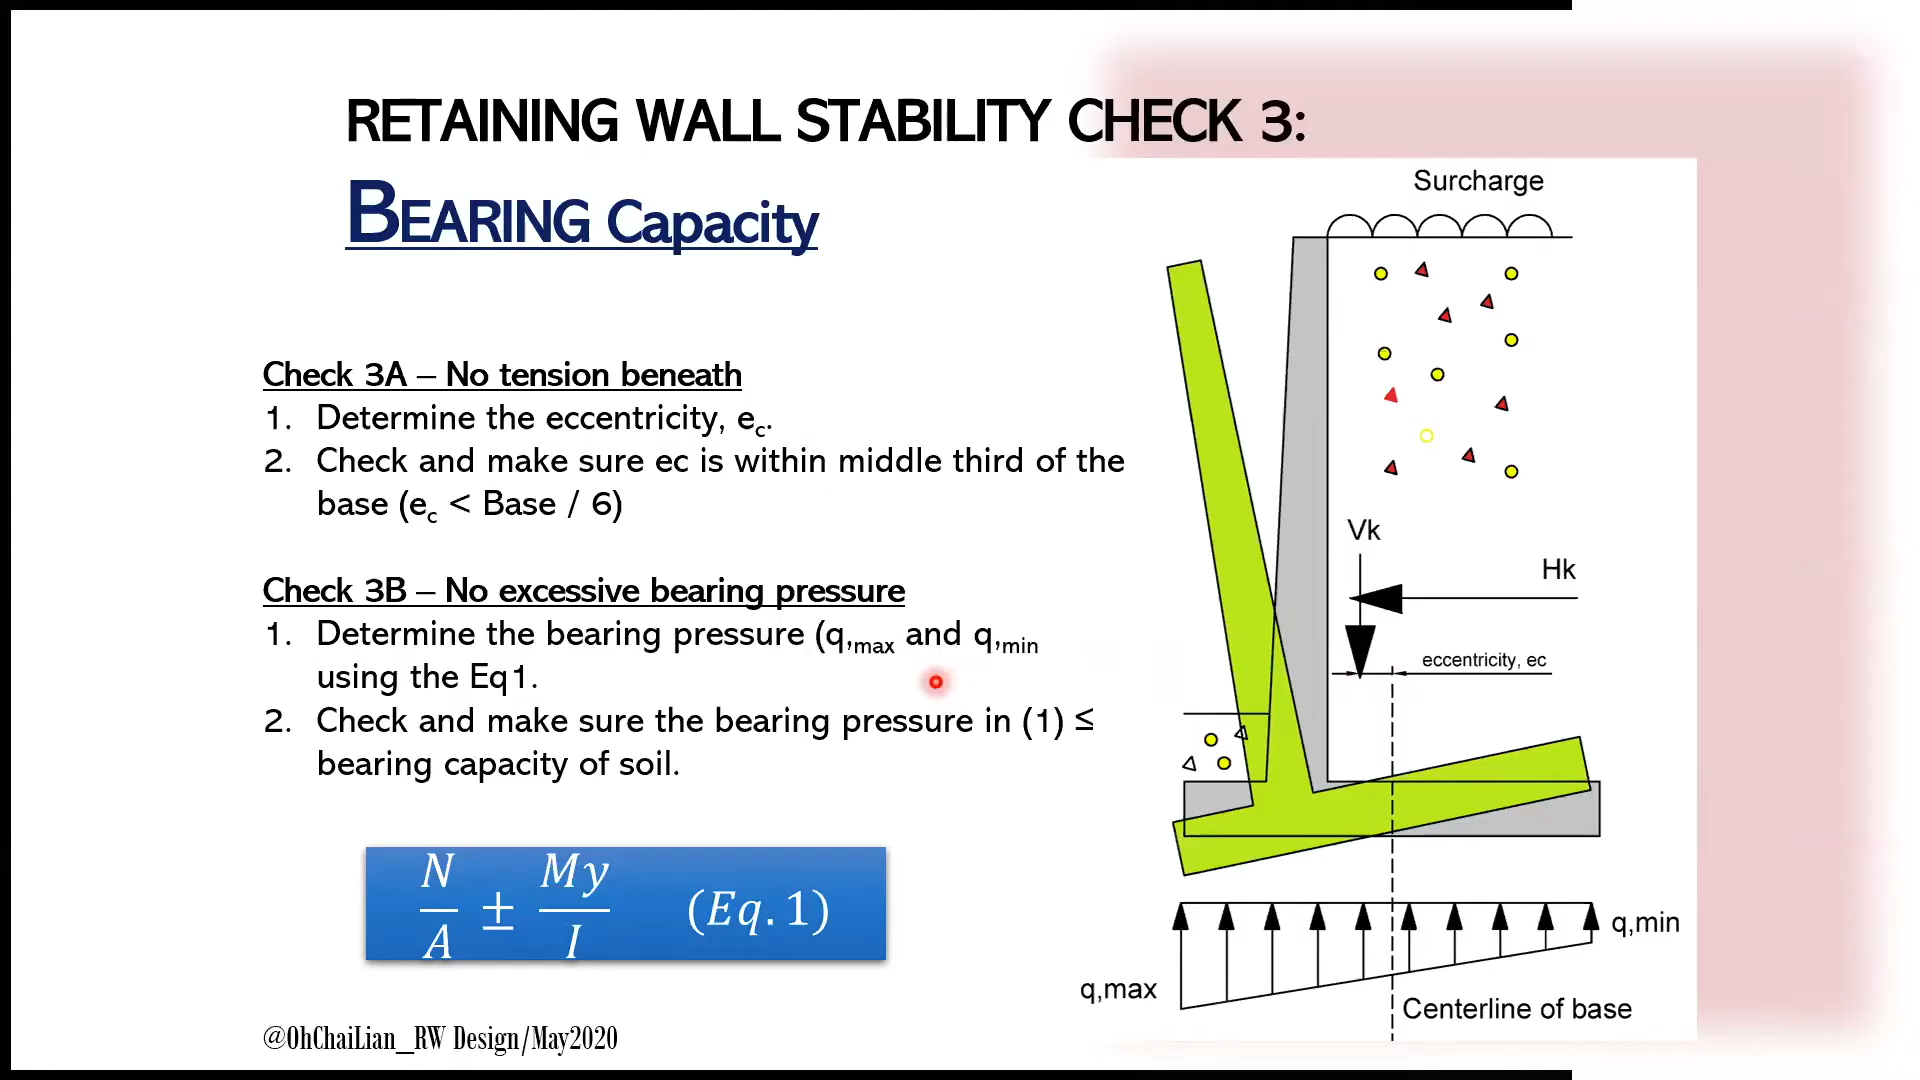 RETAINING WALL STABILITY CHECK 3:
BEARING Capacity
Check 3A – No tension beneath
1. Determine the eccentricity, ec.
2. Check and make sure ec is within middle third of the
base (ec < Base / 6)
Check 3B – No excessive bearing pressure
1. Determine the bearing pressure (q,max and q,min
using the Eq1.
2. Check and make sure the bearing pressure in (1) ≤
bearing capacity of soil.
N/A ± My/I (Eq.1)
@OhChaiLian_RW Design/May2020
Surcharge
Vk
Hk
eccentricity, ec
q,min
q,max
Centerline of base